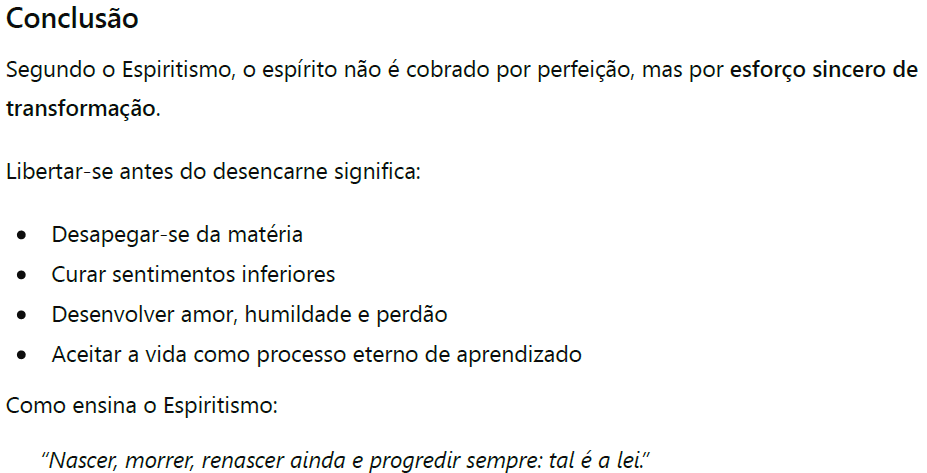 Conclusão
Segundo o Espiritismo, o espírito não é cobrado por perfeição, mas por esforço sincero de
transformação.
Libertar-se antes do desencarne significa:
• Desapegar-se da matéria
• Curar sentimentos inferiores
• Desenvolver amor, humildade e perdão
• Aceitar a vida como processo eterno de aprendizado
Como ensina o Espiritismo:
“Nascer, morrer, renascer ainda e progredir sempre: tal é a lei.”